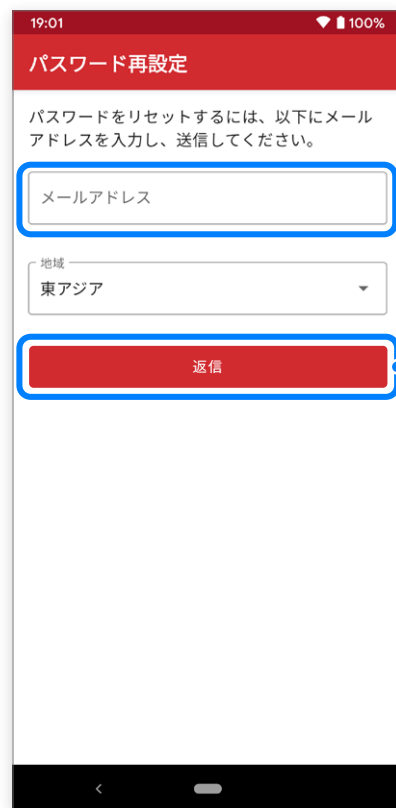 19:01 100%
パスワード再設定
パスワードをリセットするには、以下にメール
アドレスを入力し、送信してください。
メールアドレス
地域
東アジア
返信